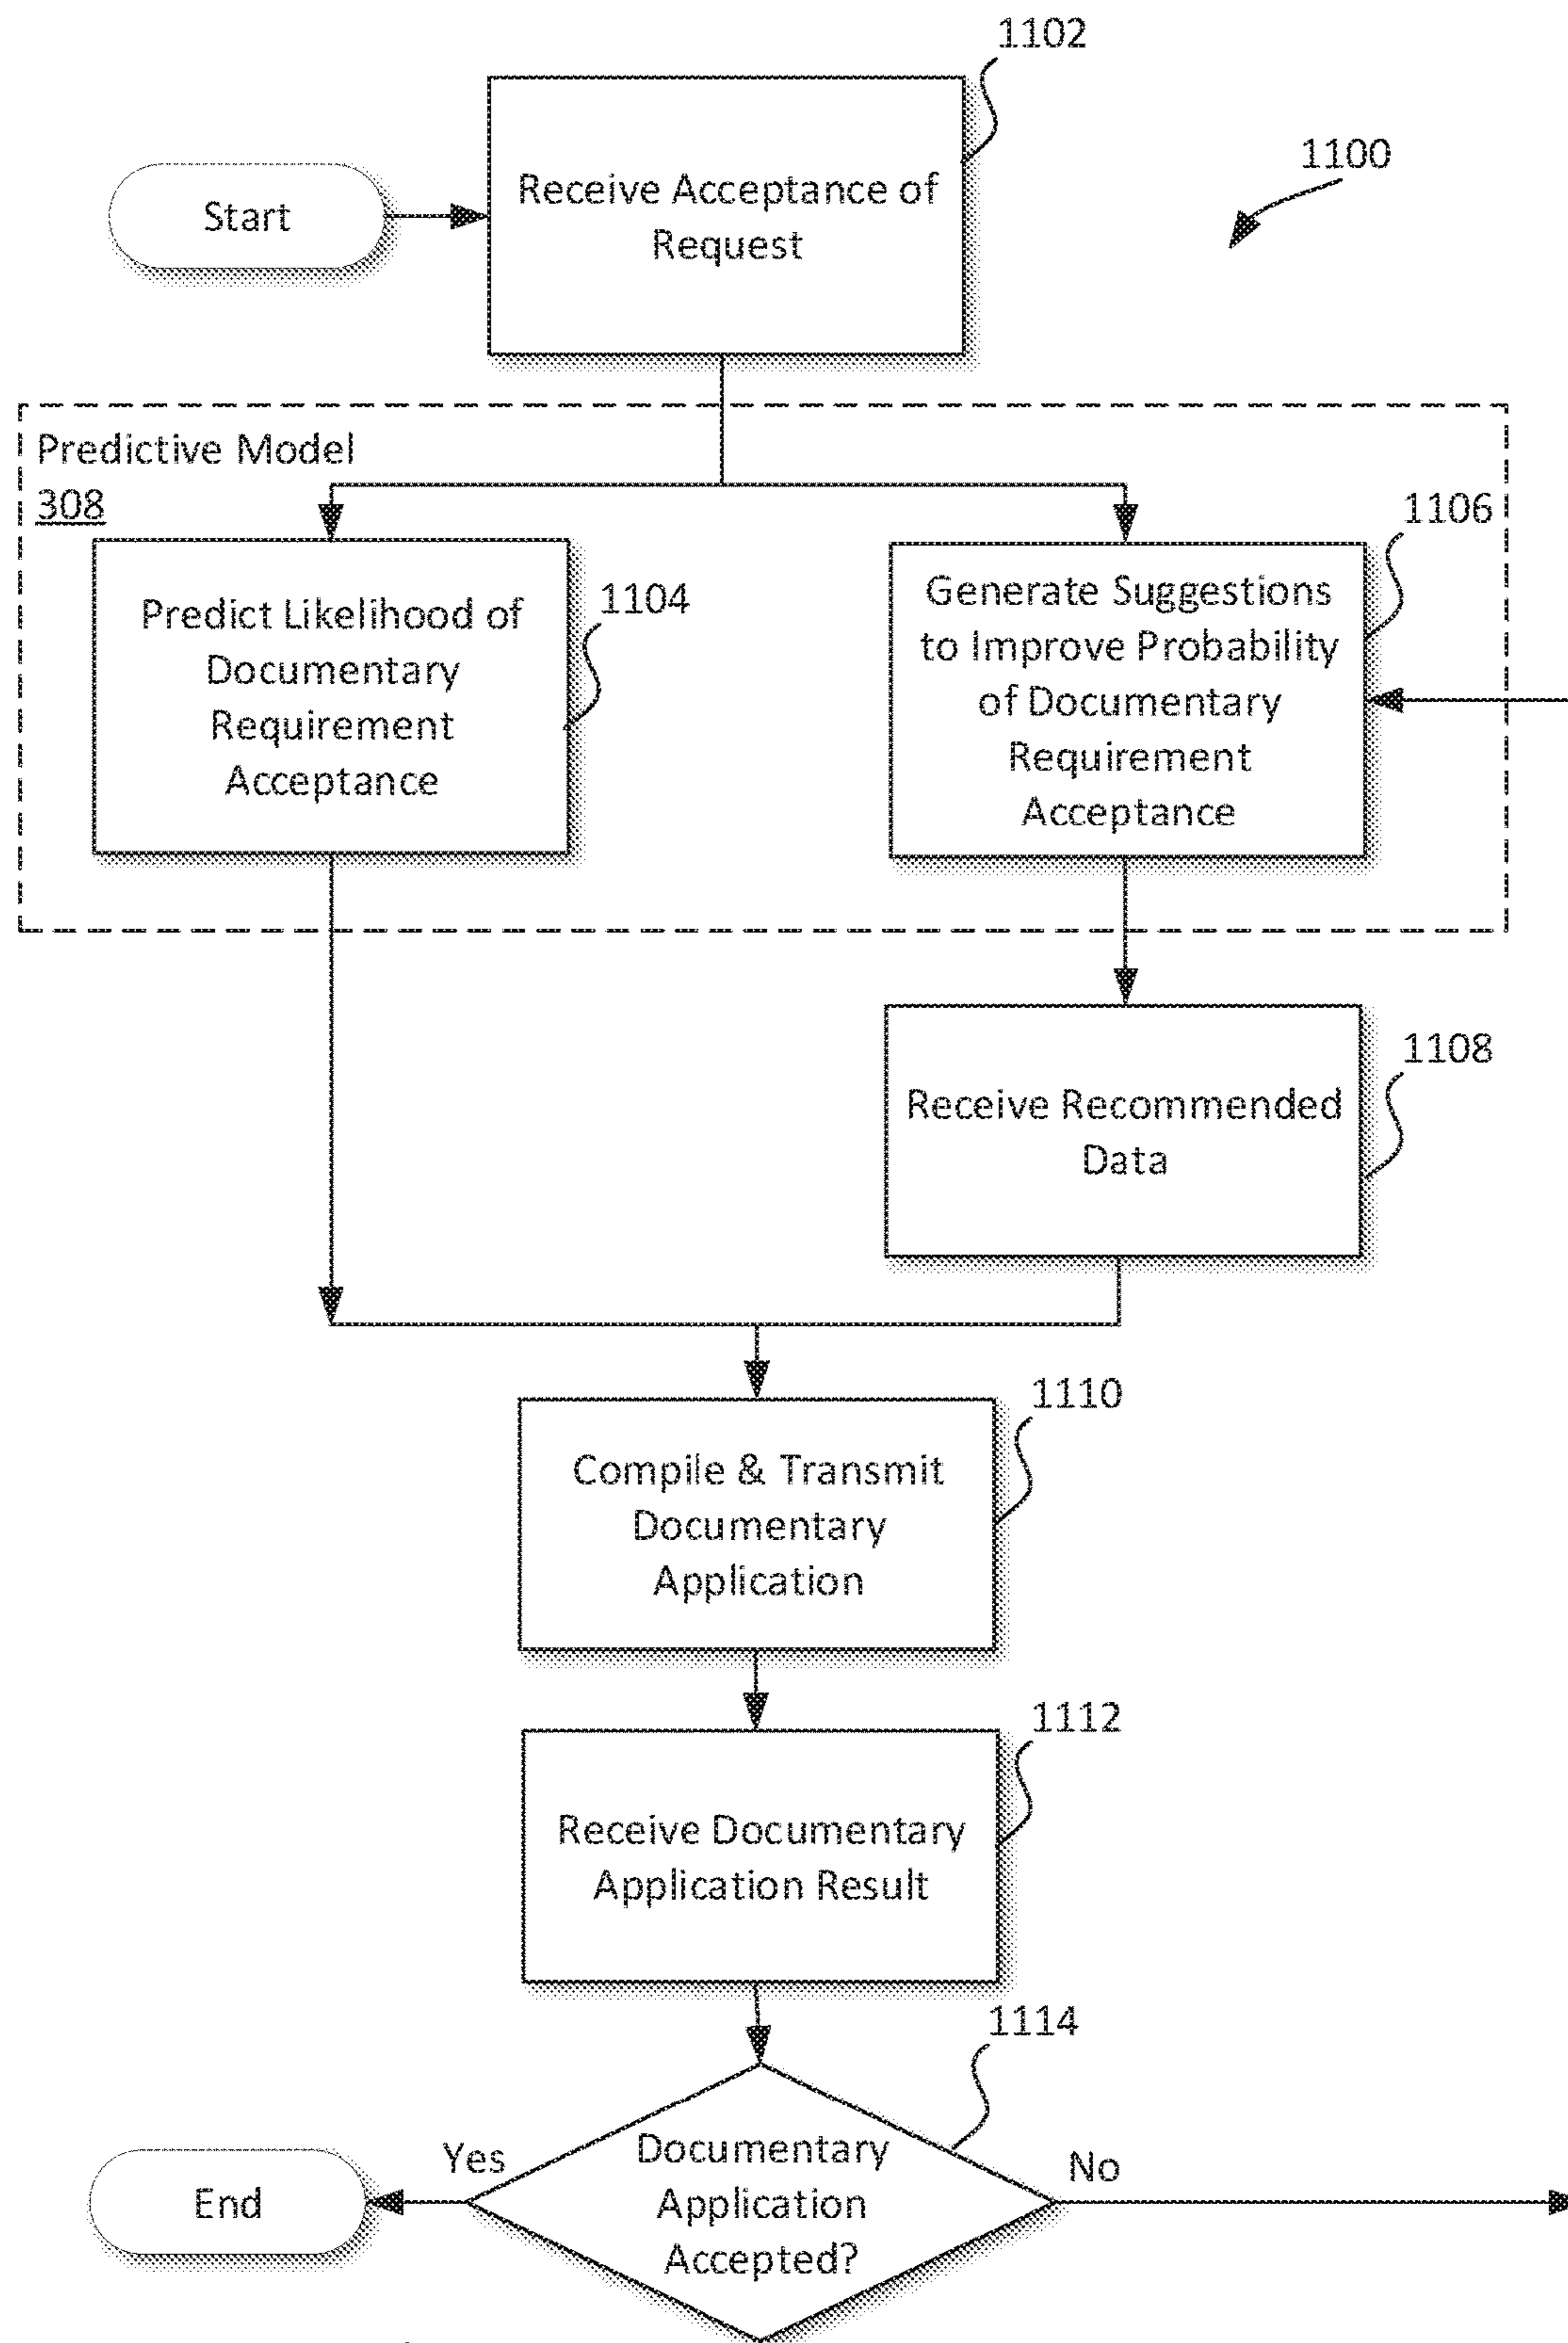 1102
Receive Acceptance of
Request
1100
Start
Predictive Model
308
1106
Predict Likelihood of
Documentary
Requirement
Acceptance
1104
Generate Suggestions
to Improve Probability
of Documentary
Requirement
Acceptance
1108
Receive Recommended
Data
1110
Compile & Transmit
Documentary
Application
1112
Receive Documentary
Application Result
1114
Documentary
Application
Accepted?
Yes
No
End